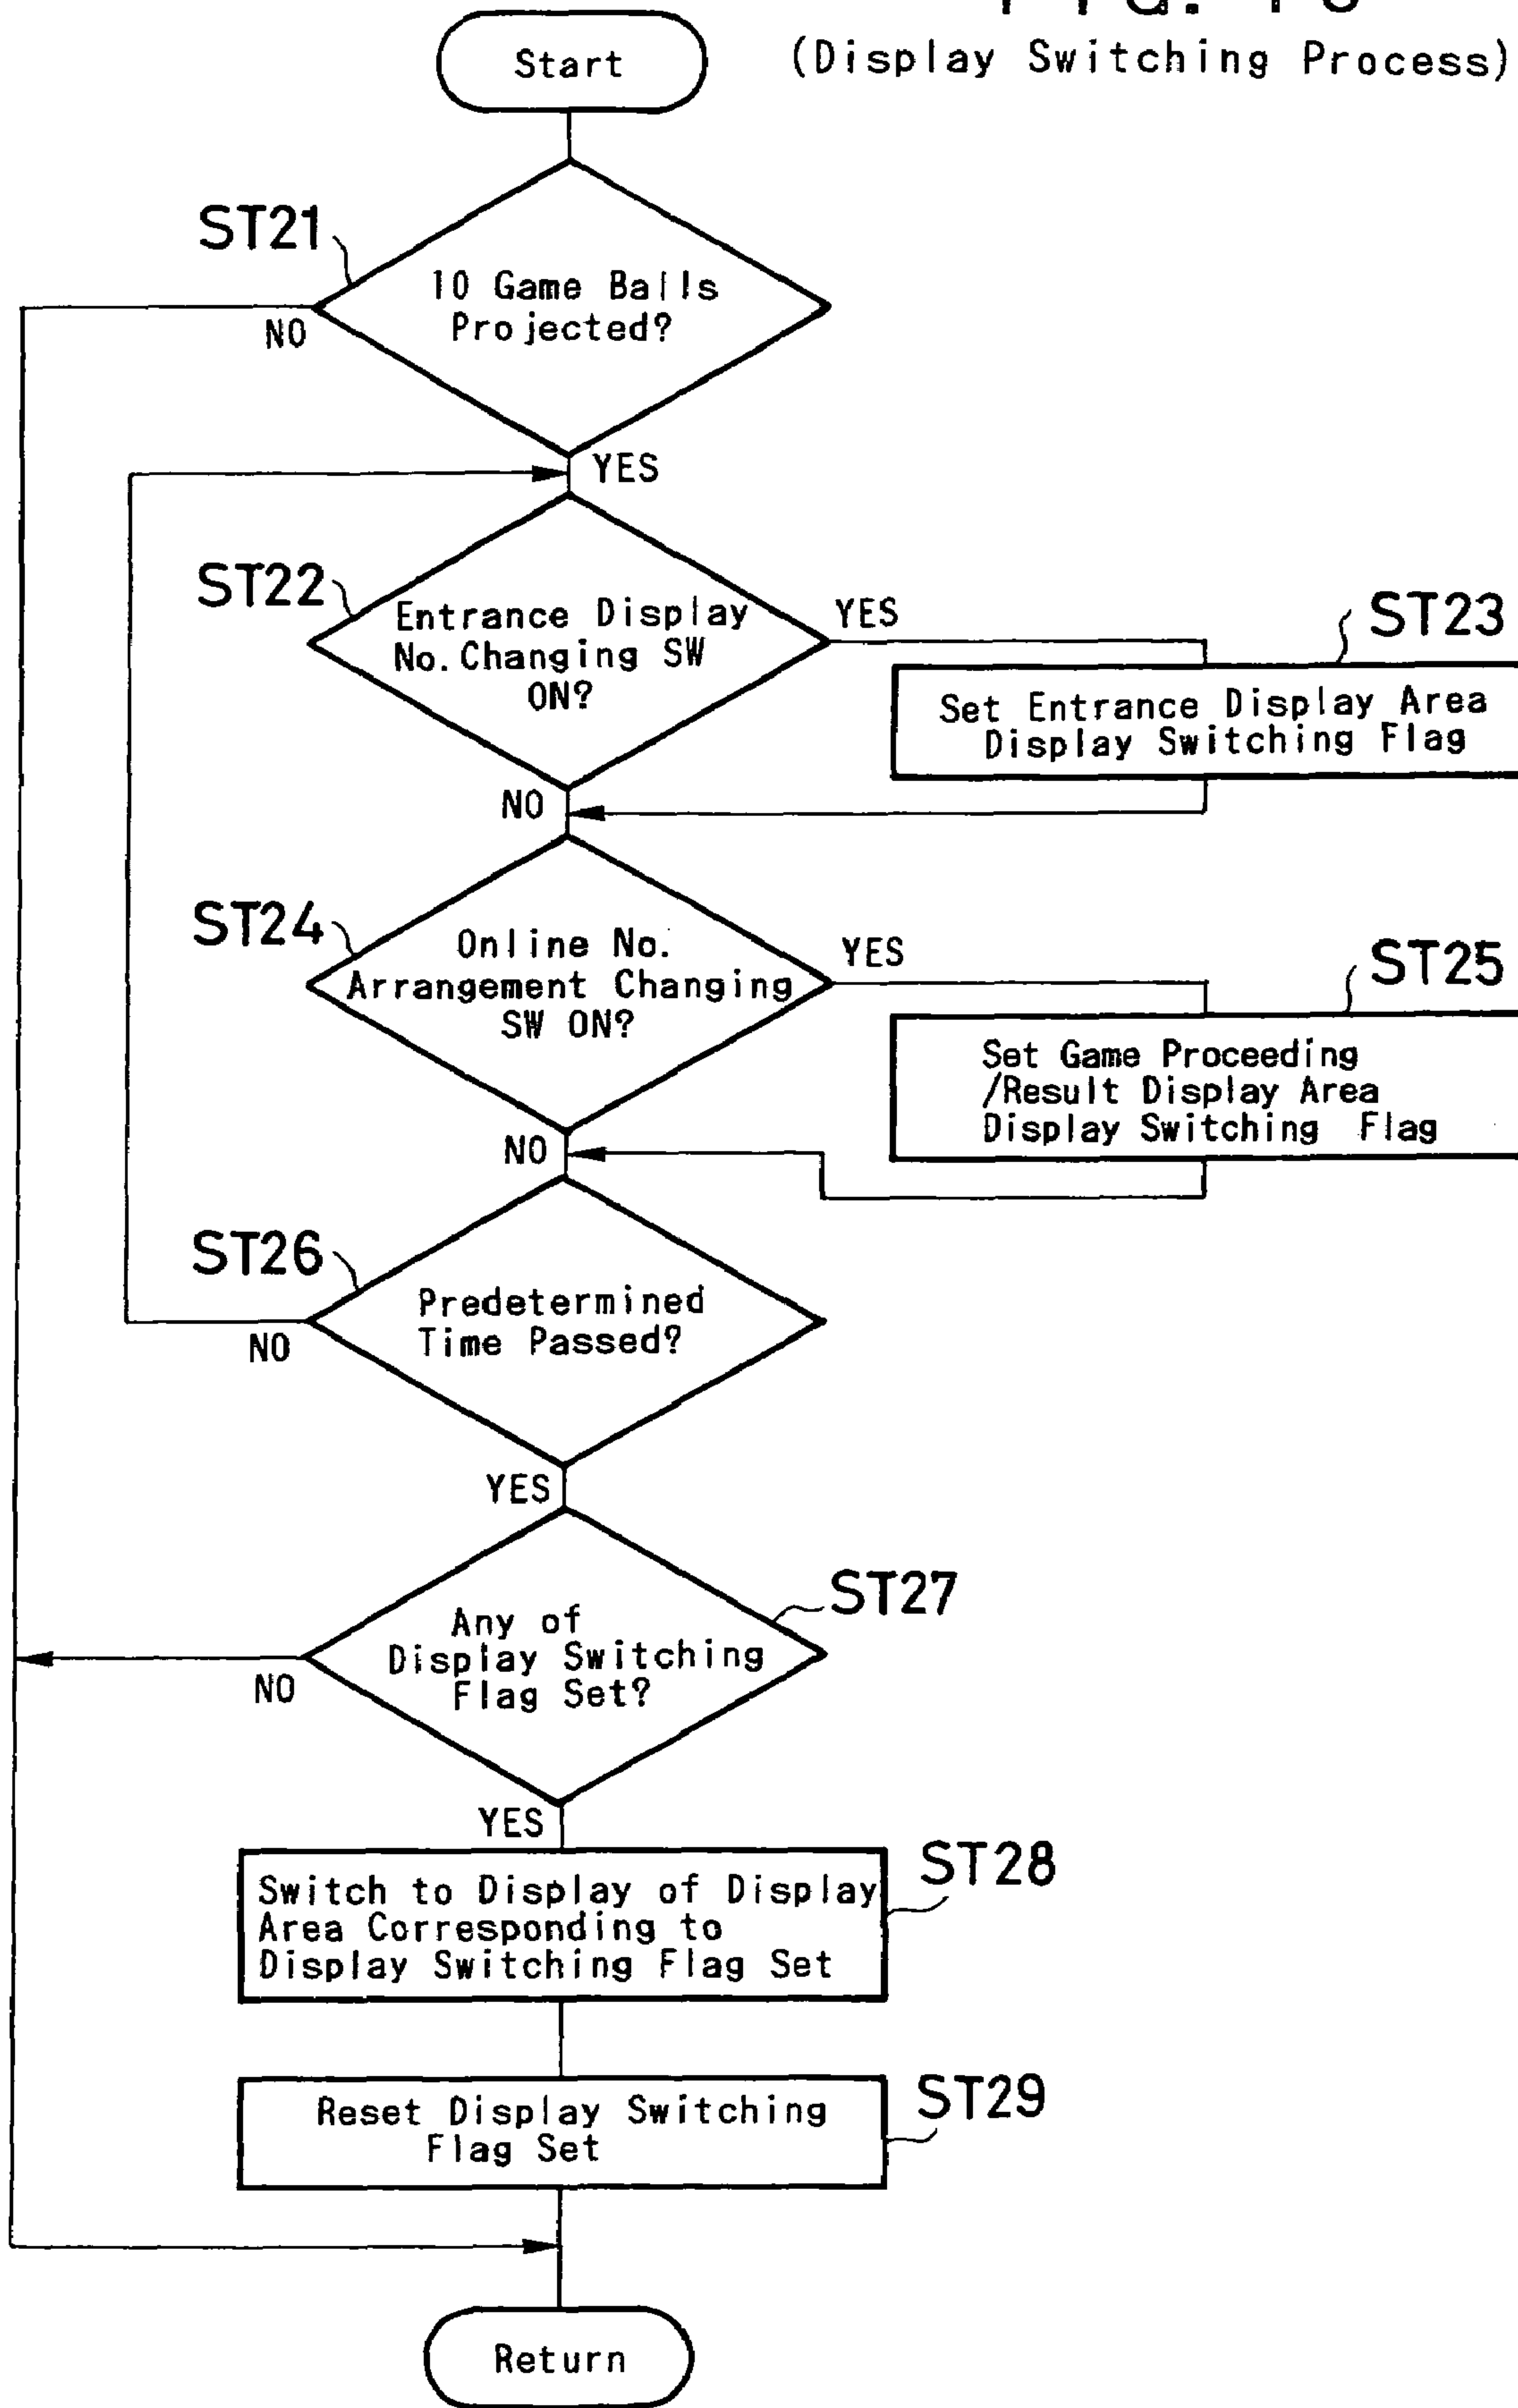 (Display Switching Process)
Start
ST21
10 Game Balls
Projected?
NO
YES
ST22
Entrance Display
No.Changing SW
ON?
YES
ST23
Set Entrance Display Area
Display Switching Flag
NO
ST24
Online No.
Arrangement Changing
SW ON?
YES
ST25
Set Game Proceeding
/Result Display Area
Display Switching Flag
NO
ST26
Predetermined
Time Passed?
NO
YES
ST27
Any of
Display Switching
Flag Set?
NO
YES
ST28
Switch to Display of Display
Area Corresponding to
Display Switching Flag Set
ST29
Reset Display Switching
Flag Set
Return